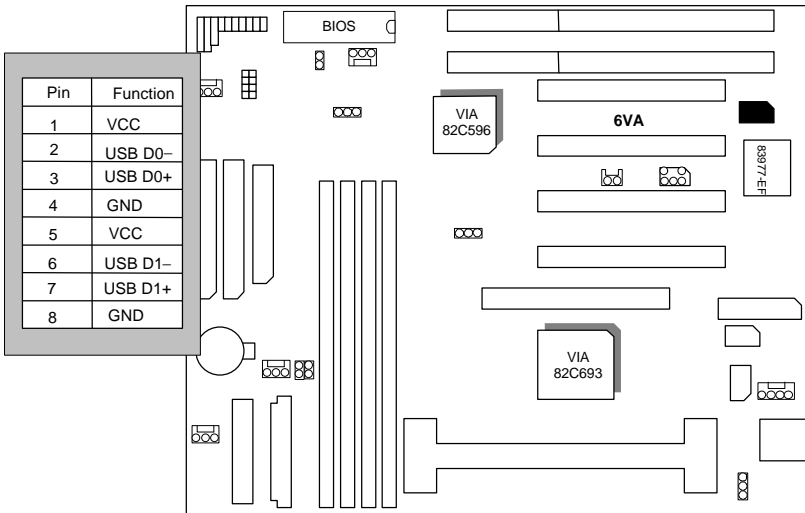 BIOS
Pin Function
1 VCC
2 USB D0−
3 USB D0+
4 GND
5 VCC
6 USB D1−
7 USB D1+
8 GND
VIA
82C596
6VA
83977-EF
VIA
82C693